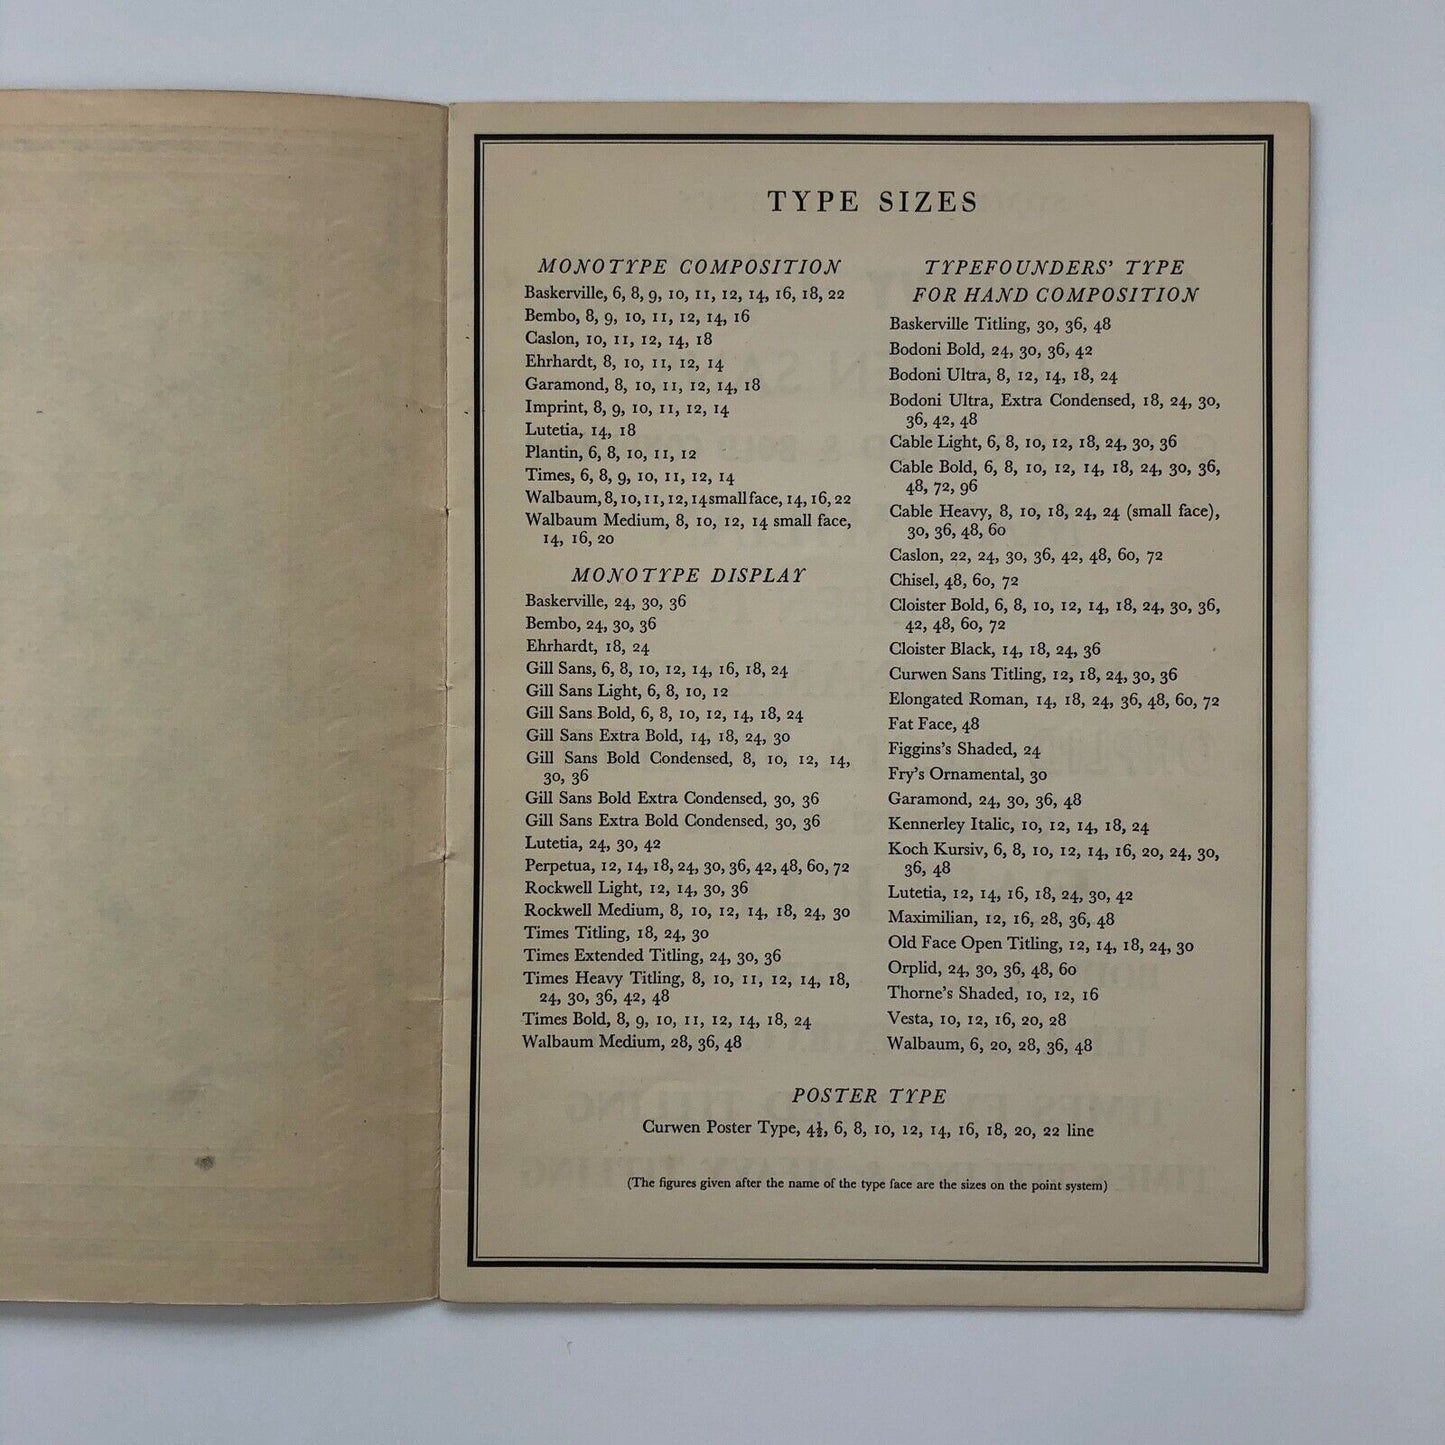 TYPE SIZES
MONOTYPE COMPOSITION
Baskerville, 6, 8, 9, 10, 11, 12, 14, 16, 18, 22
Bembo, 8, 9, 10, 11, 12, 14, 16
Caslon, 10, 11, 12, 14, 18
Ehrhardt, 8, 10, 11, 12, 14
Garamond, 8, 10, 11, 12, 14, 18
Imprint, 8, 9, 10, 11, 12, 14
Lutetia, 14, 18
Plantin, 6, 8, 10, 11, 12
Times, 6, 8, 9, 10, 11, 12, 14
Walbaum, 8, 10, 11, 12, 14 small face, 14, 16, 22
Walbaum Medium, 8, 10, 12, 14 small face,
14, 16, 20
MONOTYPE DISPLAY
Baskerville, 24, 30, 36
Bembo, 24, 30, 36
Ehrhardt, 18, 24
Gill Sans, 6, 8, 10, 12, 14, 16, 18, 24
Gill Sans Light, 6, 8, 10, 12
Gill Sans Bold, 6, 8, 10, 12, 14, 18, 24
Gill Sans Extra Bold, 14, 18, 24, 30
Gill Sans Bold Condensed, 8, 10, 12, 14,
30, 36
Gill Sans Bold Extra Condensed, 30, 36
Gill Sans Extra Bold Condensed, 30, 36
Lutetia, 24, 30, 42
Perpetua, 12, 14, 18, 24, 30, 36, 42, 48, 60, 72
Rockwell Light, 12, 14, 30, 36
Rockwell Medium, 8, 10, 12, 14, 18, 24, 30
Times Titling, 18, 24, 30
Times Extended Titling, 24, 30, 36
Times Heavy Titling, 8, 10, 11, 12, 14, 18,
24, 30, 36, 42, 48
Times Bold, 8, 9, 10, 11, 12, 14, 18, 24
Walbaum Medium, 28, 36, 48
TYPEFOUNDERS' TYPE
FOR HAND COMPOSITION
Baskerville Titling, 30, 36, 48
Bodoni Bold, 24, 30, 36, 42
Bodoni Ultra, 8, 12, 14, 18, 24
Bodoni Ultra, Extra Condensed, 18, 24, 30,
36, 42, 48
Cable Light, 6, 8, 10, 12, 18, 24, 30, 36
Cable Bold, 6, 8, 10, 12, 14, 18, 24, 30, 36,
48, 72, 96
Cable Heavy, 8, 10, 18, 24, 24 (small face),
30, 36, 48, 60
Caslon, 22, 24, 30, 36, 42, 48, 60, 72
Chisel, 48, 60, 72
Cloister Bold, 6, 8, 10, 12, 14, 18, 24, 30, 36,
42, 48, 60, 72
Cloister Black, 14, 18, 24, 36
Curwen Sans Titling, 12, 18, 24, 30, 36
Elongated Roman, 14, 18, 24, 36, 48, 60, 72
Fat Face, 48
Figgins's Shaded, 24
Fry's Ornamental, 30
Garamond, 24, 30, 36, 48
Kennerley Italic, 10, 12, 14, 18, 24
Koch Kursiv, 6, 8, 10, 12, 14, 16, 20, 24, 30,
36, 48
Lutetia, 12, 14, 16, 18, 24, 30, 42
Maximilian, 12, 16, 28, 36, 48
Old Face Open Titling, 12, 14, 18, 24, 30
Orplid, 24, 30, 36, 48, 60
Thorne's Shaded, 10, 12, 16
Vesta, 10, 12, 16, 20, 28
Walbaum, 6, 20, 28, 36, 48
POSTER TYPE
Curwen Poster Type, 4½, 6, 8, 10, 12, 14, 16, 18, 20, 22 line
(The figures given after the name of the type face are the sizes on the point system)